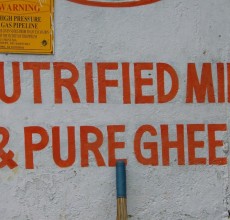 WARNING
HIGH PRESSURE
GAS PIPELINE
UTRIFIED MI
& PURE GHEE